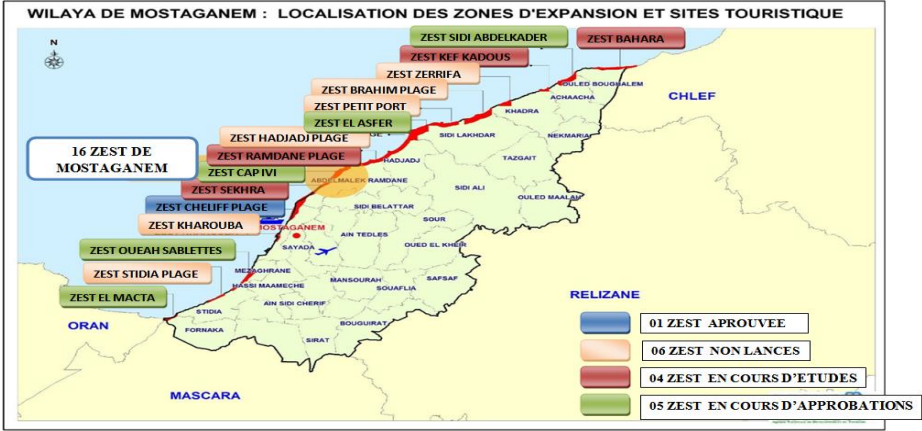 WILAYA DE MOSTAGANEM : LOCALISATION DES ZONES D'EXPANSION ET SITES TOURISTIQUE
N
ZEST SIDI ABDELKADER
ZEST BAHARA
ZEST KEF KADOUS
ZEST ZERRIFA
ZEST BRAHIM PLAGE
ZEST PETIT PORT
ZEST EL ASFER
ZEST HADJADJ PLAGE
ZEST RAMDANE PLAGE
ZEST CAP IVI
ZEST SEKHRA
ZEST CHELIFF PLAGE
ZEST KHAROUBA
ZEST OUEAH SABLETTES
ZEST STIDIA PLAGE
ZEST EL MACTA
16 ZEST DE
MOSTAGANEM
OULED BOUGHALEM
ACHAACHA
CHLEF
KHADRA
SIDI LAKHDAR
NEKMARIA
HADJADJ
TAZGAIT
ABDELMALEK RAMDANE
SIDI ALI
OULED MAALAH
SIDI BELATTAR
SOUR
MOSTAGANEM
AIN TEDLES
SAYADA
OUED EL KHEIR
MEZAGHRANE
HASSI MAAMECHE
MANSOURAH
SAFSAF
SOUAFLIA
AIN SIDI CHERIF
STIDIA
BOUGUIRAT
FORNAKA
SIRAT
ORAN
MASCARA
RELIZANE
01 ZEST APROUVEE
06 ZEST NON LANCES
04 ZEST EN COURS D'ETUDES
05 ZEST EN COURS D'APPROBATIONS